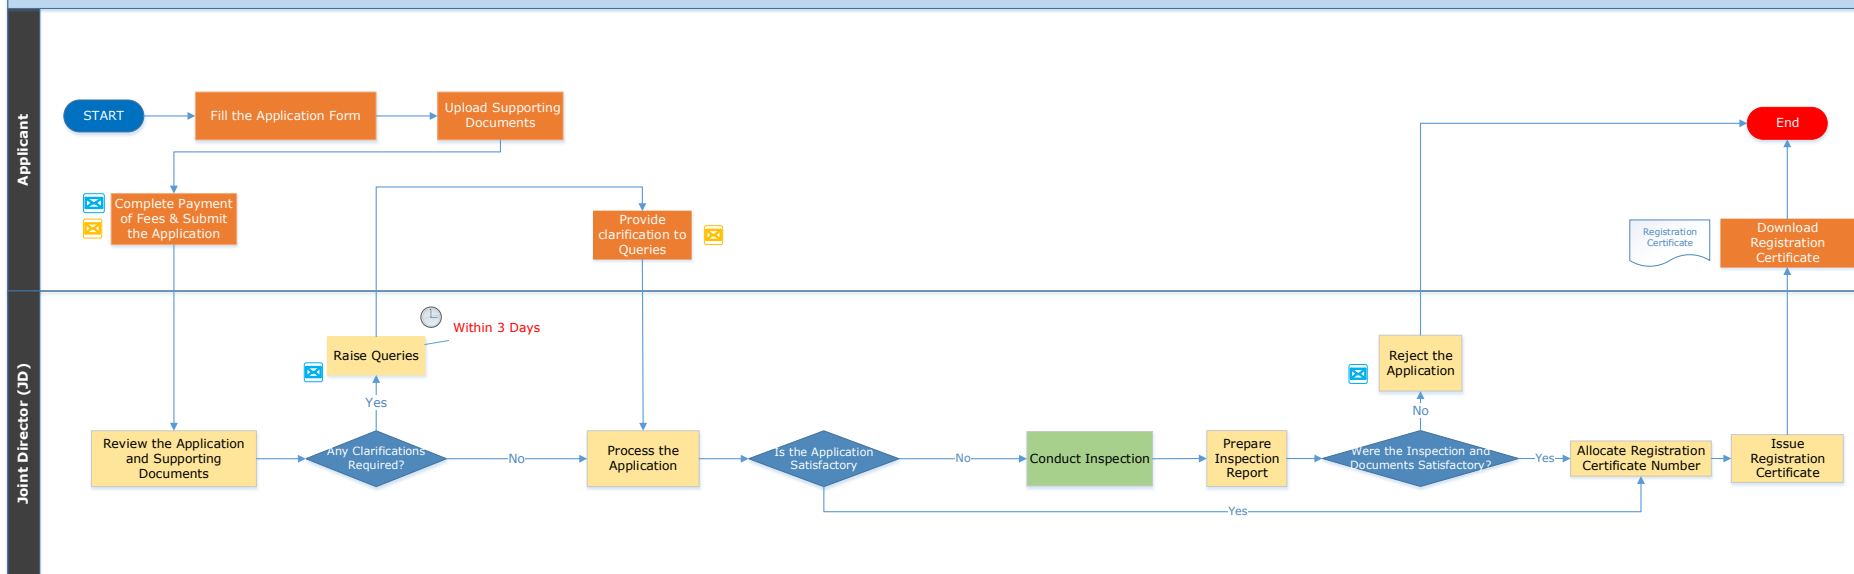 Applicant
START
Fill the Application Form
Upload Supporting
Documents
Complete Payment
of Fees & Submit
the Application
Provide
clarification to
Queries
End
Registration
Certificate
Download
Registration
Certificate
Joint Director (JD)
Within 3 Days
Raise Queries
Yes
Review the Application
and Supporting
Documents
Any Clarifications
Required?
No
Process the
Application
Is the Application
Satisfactory
No
Conduct Inspection
Prepare
Inspection
Report
Reject the
Application
No
Were the Inspection and
Documents Satisfactory?
Yes
Allocate Registration
Certificate Number
Issue
Registration
Certificate
Yes